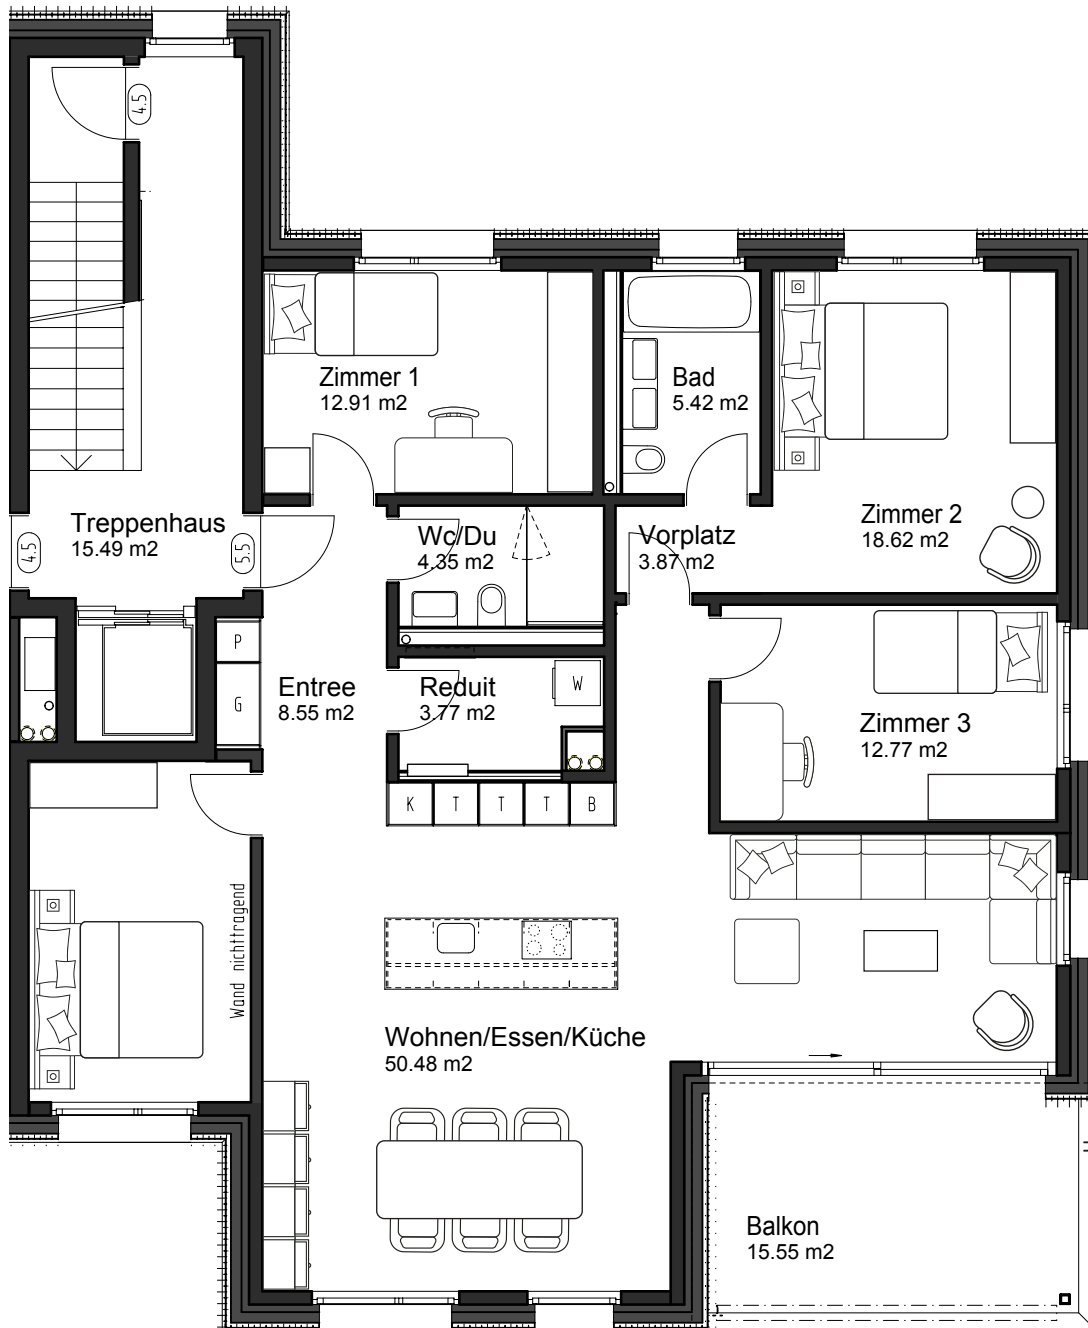 4.5
Zimmer 1
12.91 m2
Bad
5.42 m2
Treppenhaus
15.49 m2
4.5
5.5
Wc/Du
4.35 m2
Vorplatz
3.87 m2
Zimmer 2
18.62 m2
P
G
Entree
8.55 m2
Reduit
3.77 m2
W
Zimmer 3
12.77 m2
K T T T B
Wand nichttragend
Wohnen/Essen/Küche
50.48 m2
Balkon
15.55 m2